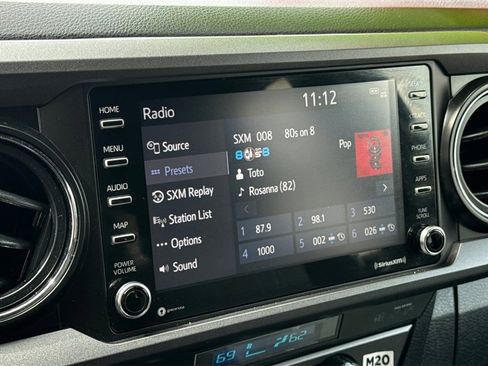 HOME
MENU
AUDIO
MAP
POWER
VOLUME
Radio
11:12
Source
Presets
SXM Replay
Station List
Options
Sound
SXM 008 80s on 8
Pop
Toto
Rosanna (82)
1 87.9
2 98.1
3 530
4 1000
5 002
6 026
SEEK
TRACK
PHONE
APPS
TUNE
SCROLL
SiriusXM
69
62
M20